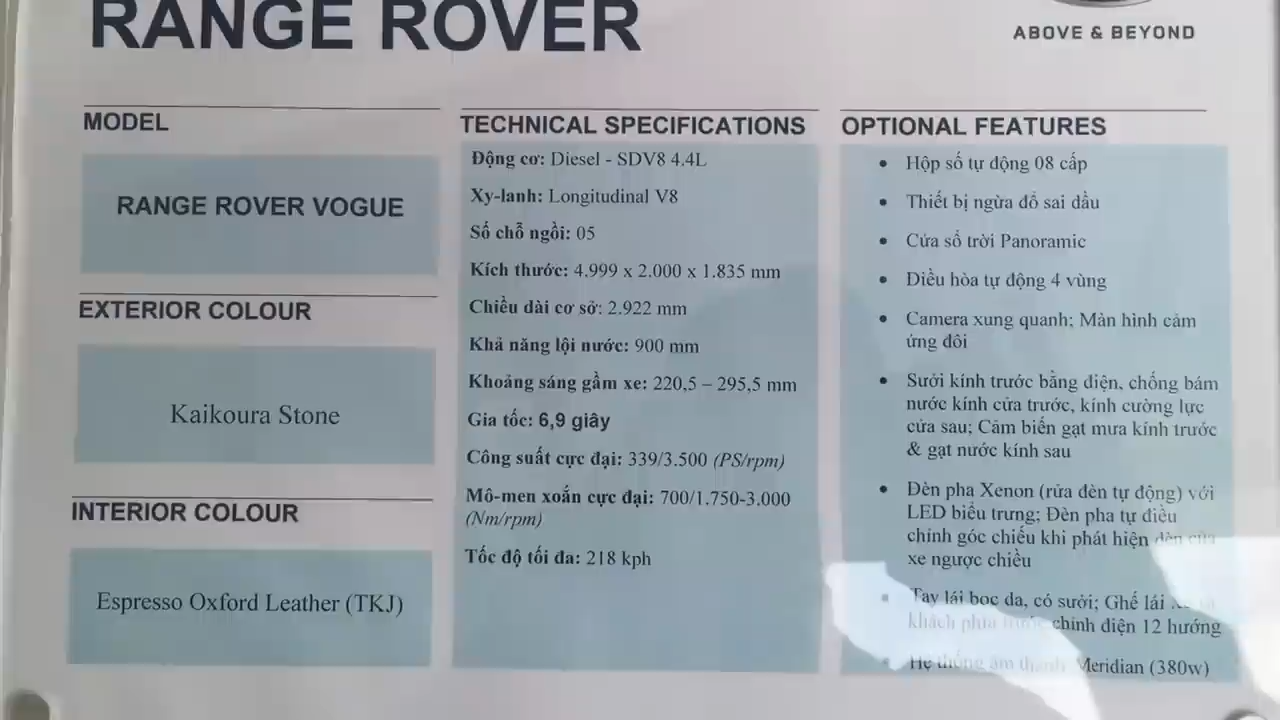 RANGE ROVER
ABOVE & BEYOND
MODEL
RANGE ROVER VOGUE
EXTERIOR COLOUR
Kaikoura Stone
INTERIOR COLOUR
Espresso Oxford Leather (TKJ)
TECHNICAL SPECIFICATIONS
Động cơ: Diesel - SDV8 4.4L
Xy-lanh: Longitudinal V8
Số chỗ ngồi: 05
Kích thước: 4.999 x 2.000 x 1.835 mm
Chiều dài cơ sở: 2.922 mm
Khả năng lội nước: 900 mm
Khoảng sáng gầm xe: 220,5 – 295,5 mm
Gia tốc: 6,9 giây
Công suất cực đại: 339/3.500 (PS/rpm)
Mô-men xoắn cực đại: 700/1.750-3.000
(Nm/rpm)
Tốc độ tối đa: 218 kph
OPTIONAL FEATURES
• Hộp số tự động 08 cấp
• Thiết bị ngừa đổ sai dầu
• Cửa sổ trời Panoramic
• Điều hòa tự động 4 vùng
• Camera xung quanh; Màn hình cảm
ứng đôi
• Sưởi kính trước bằng điện, chống bám
nước kính cửa trước, kính cường lực
cửa sau; Cảm biến gạt mưa kính trước
& gạt nước kính sau
• Đèn pha Xenon (rửa đèn tự động) với
LED biểu trưng; Đèn pha tự điều
chỉnh góc chiếu khi phát hiện đèn của
xe ngược chiều
• Tay lái bọc da, có sưởi; Ghế lái
khách phía trước chỉnh điện 12 hướng
• Hệ thống âm thanh Meridian (380w)